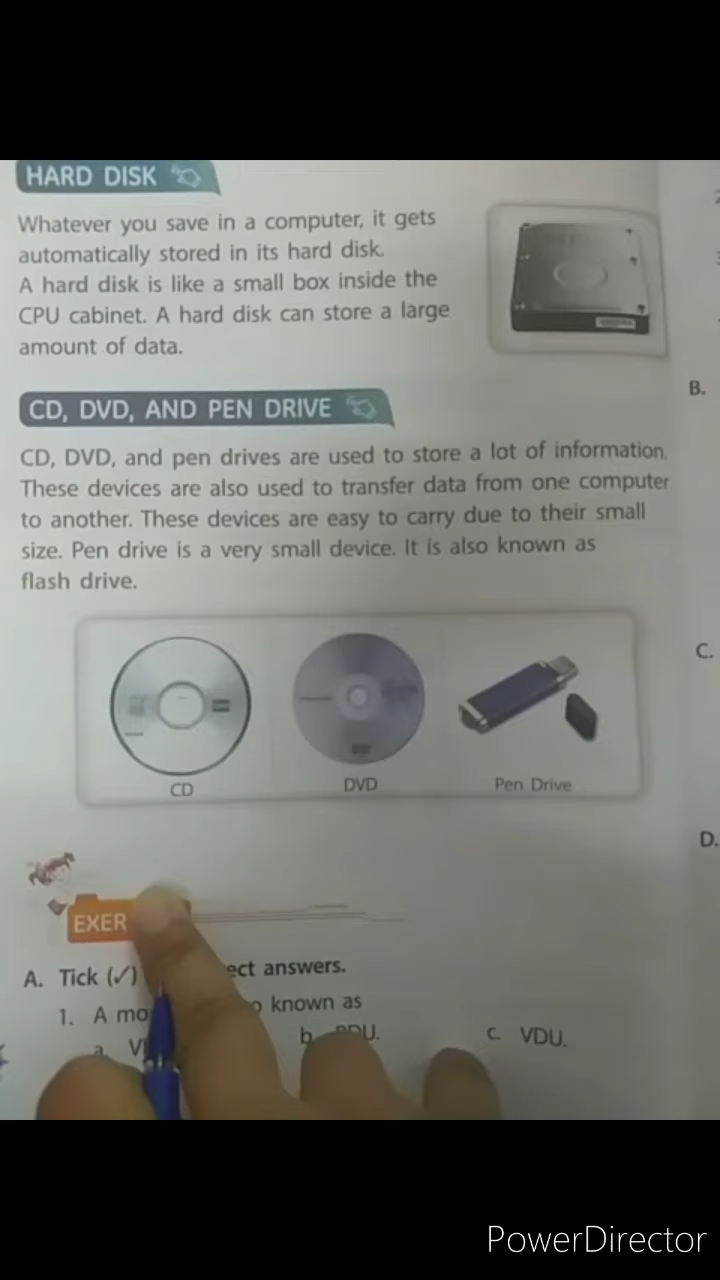 HARD DISK
Whatever you save in a computer, it gets
automatically stored in its hard disk.
A hard disk is like a small box inside the
CPU cabinet. A hard disk can store a large
amount of data.
CD, DVD, AND PEN DRIVE
CD, DVD, and pen drives are used to store a lot of information.
These devices are also used to transfer data from one computer
to another. These devices are easy to carry due to their small
size. Pen drive is a very small device. It is also known as
flash drive.
CD DVD Pen Drive
EXER
A. Tick (✓) answers.
1. A known as
a. b. c. VDU.
B.
C.
D.
PowerDirector